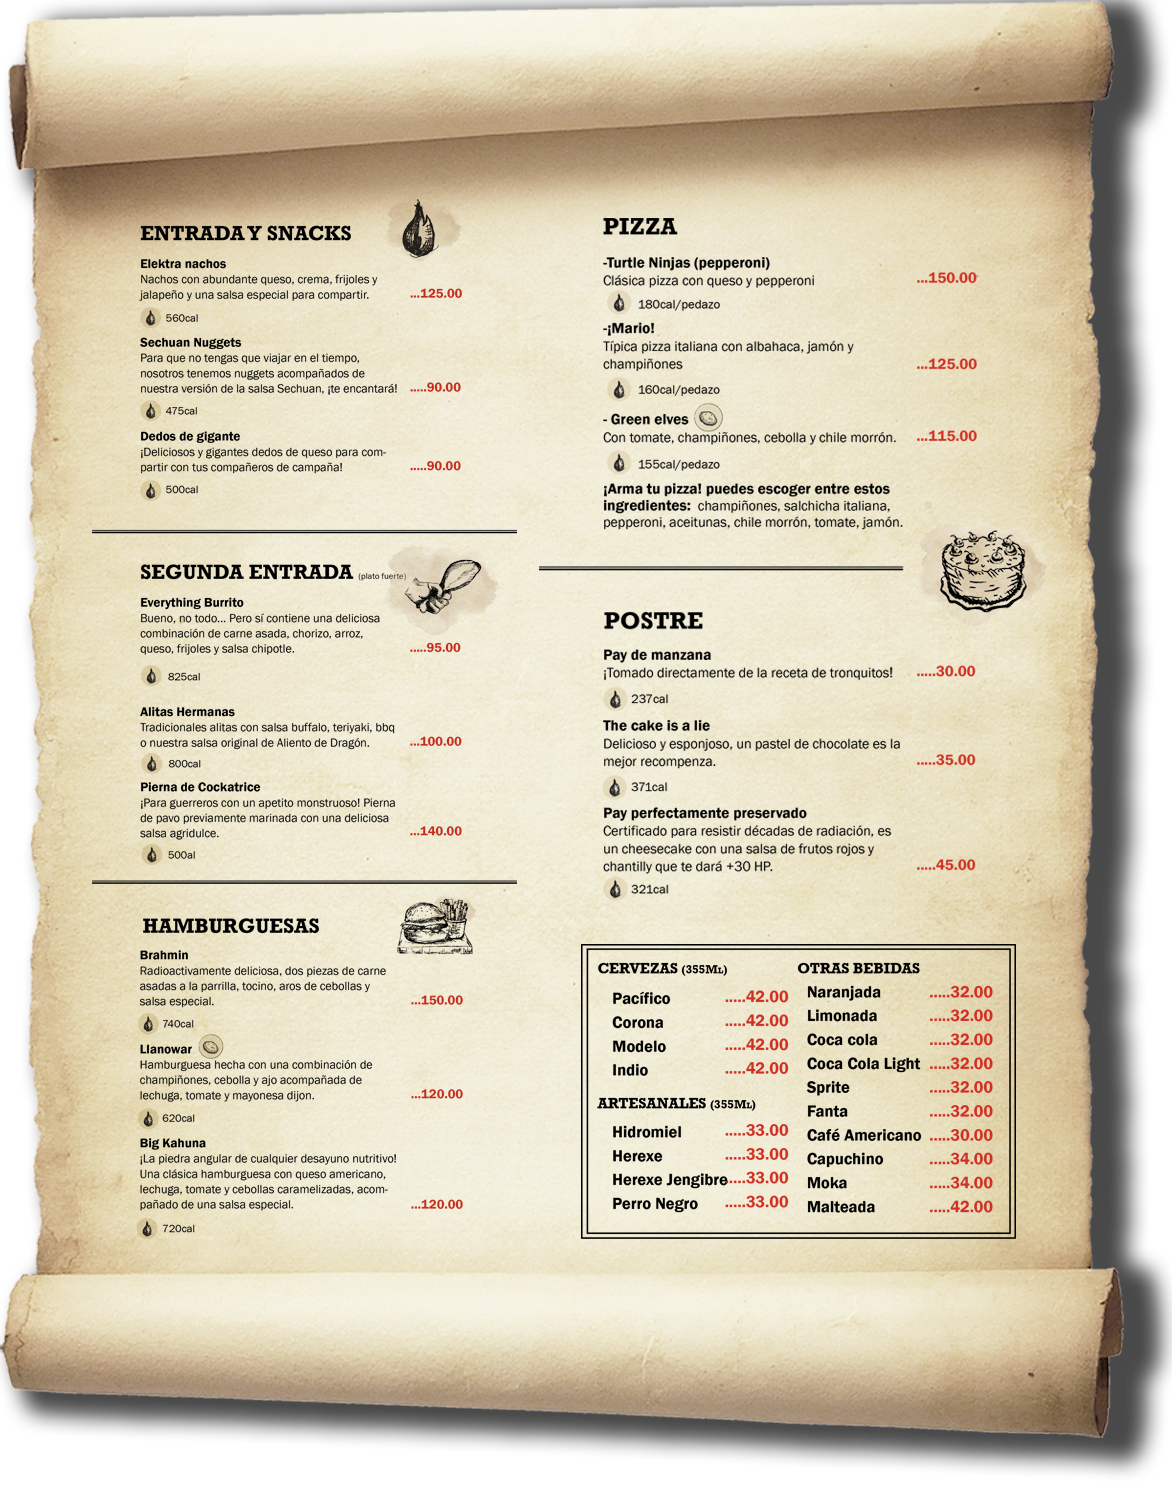 ENTRADA Y SNACKS
Elektra nachos
Nachos con abundante queso, crema, frijoles y
jalapeño y una salsa especial para compartir. ...125.00
560cal
Sechuan Nuggets
Para que no tengas que viajar en el tiempo,
nosotros tenemos nuggets acompañados de
nuestra versión de la salsa Sechuan, ¡te encantará! .....90.00
475cal
Dedos de gigante
¡Deliciosos y gigantes dedos de queso para com-
partir con tus compañeros de campaña! .....90.00
500cal
SEGUNDA ENTRADA (plato fuerte)
Everything Burrito
Bueno, no todo... Pero sí contiene una deliciosa
combinación de carne asada, chorizo, arroz,
queso, frijoles y salsa chipotle. .....95.00
825cal
Alitas Hermanas
Tradicionales alitas con salsa buffalo, teriyaki, bbq
o nuestra salsa original de Aliento de Dragón. ...100.00
800cal
Pierna de Cockatrice
¡Para guerreros con un apetito monstruoso! Pierna
de pavo previamente marinada con una deliciosa
salsa agridulce. ...140.00
500al
HAMBURGUESAS
Brahmin
Radioactivamente deliciosa, dos piezas de carne
asadas a la parrilla, tocino, aros de cebollas y
salsa especial. ...150.00
740cal
Llanowar
Hamburguesa hecha con una combinación de
champiñones, cebolla y ajo acompañada de
lechuga, tomate y mayonesa dijon. ...120.00
620cal
Big Kahuna
¡La piedra angular de cualquier desayuno nutritivo!
Una clásica hamburguesa con queso americano,
lechuga, tomate y cebollas caramelizadas, acom-
pañado de una salsa especial. ...120.00
720cal
PIZZA
-Turtle Ninjas (pepperoni)
Clásica pizza con queso y pepperoni ...150.00
180cal/pedazo
-¡Mario!
Típica pizza italiana con albahaca, jamón y
champiñones ...125.00
160cal/pedazo
- Green elves
Con tomate, champiñones, cebolla y chile morrón. ...115.00
155cal/pedazo
¡Arma tu pizza! puedes escoger entre estos
ingredientes: champiñones, salchicha italiana,
pepperoni, aceitunas, chile morrón, tomate, jamón.
POSTRE
Pay de manzana
¡Tomado directamente de la receta de tronquitos! .....30.00
237cal
The cake is a lie
Delicioso y esponjoso, un pastel de chocolate es la
mejor recompenza. .....35.00
371cal
Pay perfectamente preservado
Certificado para resistir décadas de radiación, es
un cheesecake con una salsa de frutos rojos y
chantilly que te dará +30 HP. .....45.00
321cal
CERVEZAS (355ML)
Pacífico .....42.00
Corona .....42.00
Modelo .....42.00
Indio .....42.00
ARTESANALES (355ML)
Hidromiel .....33.00
Herexe .....33.00
Herexe Jengibre....33.00
Perro Negro .....33.00
OTRAS BEBIDAS
Naranjada .....32.00
Limonada .....32.00
Coca cola .....32.00
Coca Cola Light .....32.00
Sprite .....32.00
Fanta .....32.00
Café Americano .....30.00
Capuchino .....34.00
Moka .....34.00
Malteada .....42.00